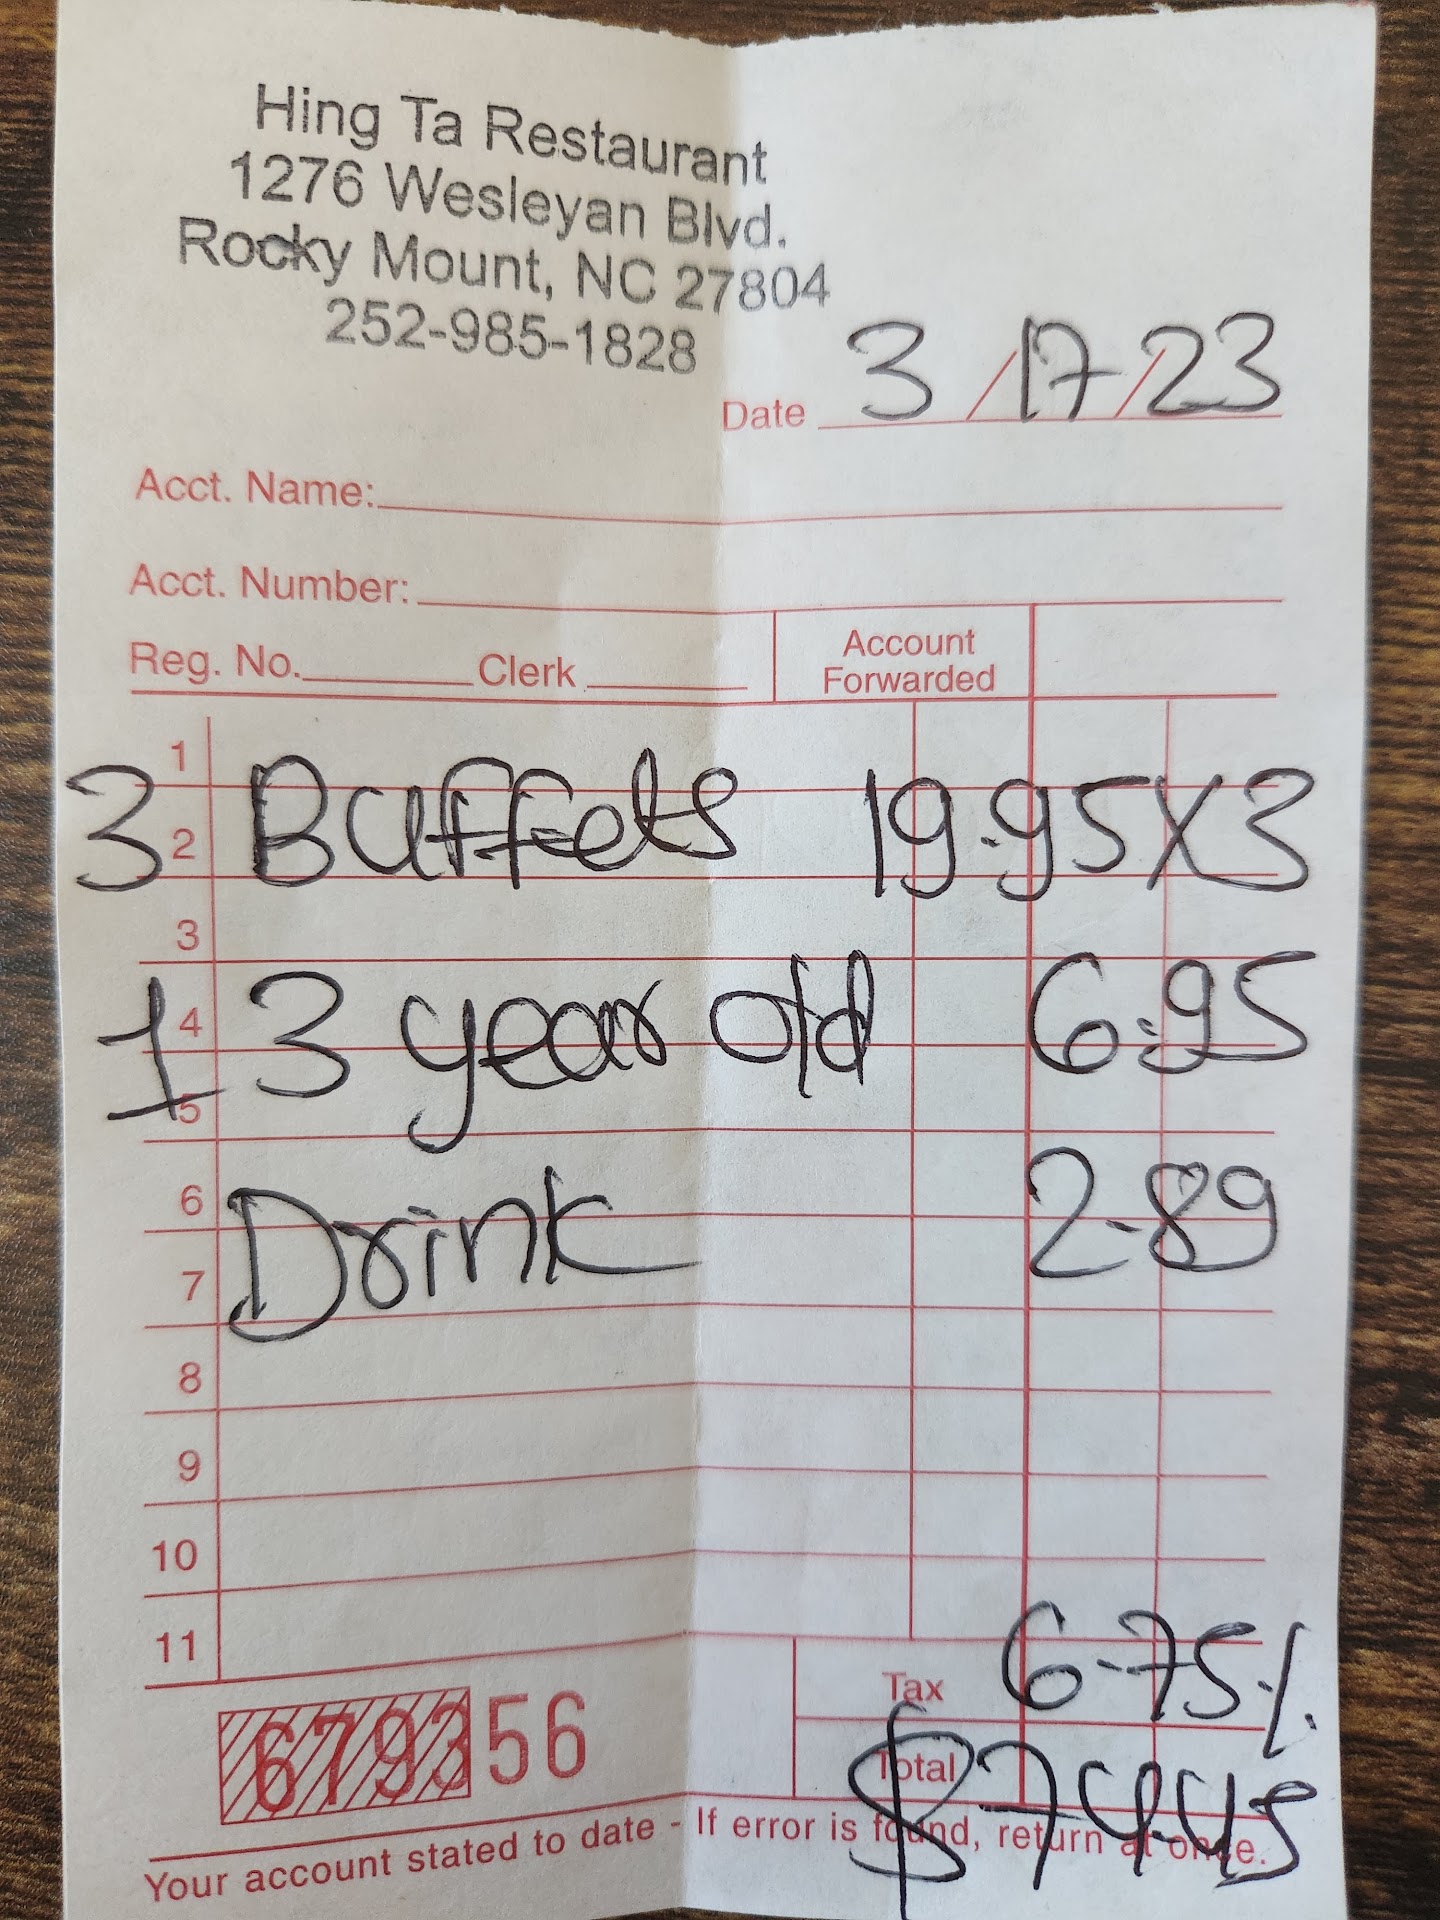 Hing Ta Restaurant
1276 Wesleyan Blvd.
Rocky Mount, NC 27804
252-985-1828
Date 3/17/23
Acct. Name:
Acct. Number:
Reg. No. Clerk Account Forwarded
1
3 2 Buffets 19.95X3
3
1 4 3 year old 6.95
5
6 Drink 2.89
7
8
9
10
11
Tax 6.75%
679356 Total $74.45
Your account stated to date - If error is found, return at once.